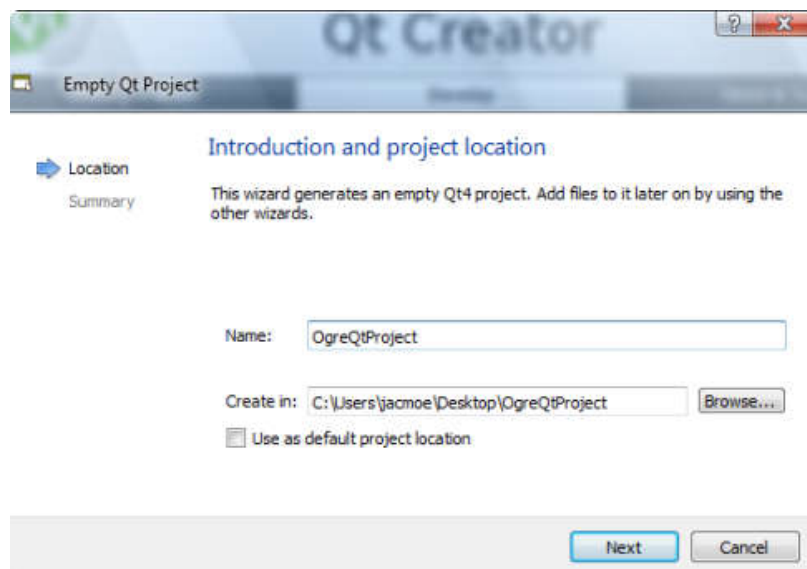 Qt Creator
Empty Qt Project
Develop
Introduction and project location
Location
Summary
This wizard generates an empty Qt4 project. Add files to it later on by using the
other wizards.
Name:
OgreQtProject
Create in:
C:\Users\jacmoe\Desktop\OgreQtProject
Browse...
Use as default project location
Next
Cancel